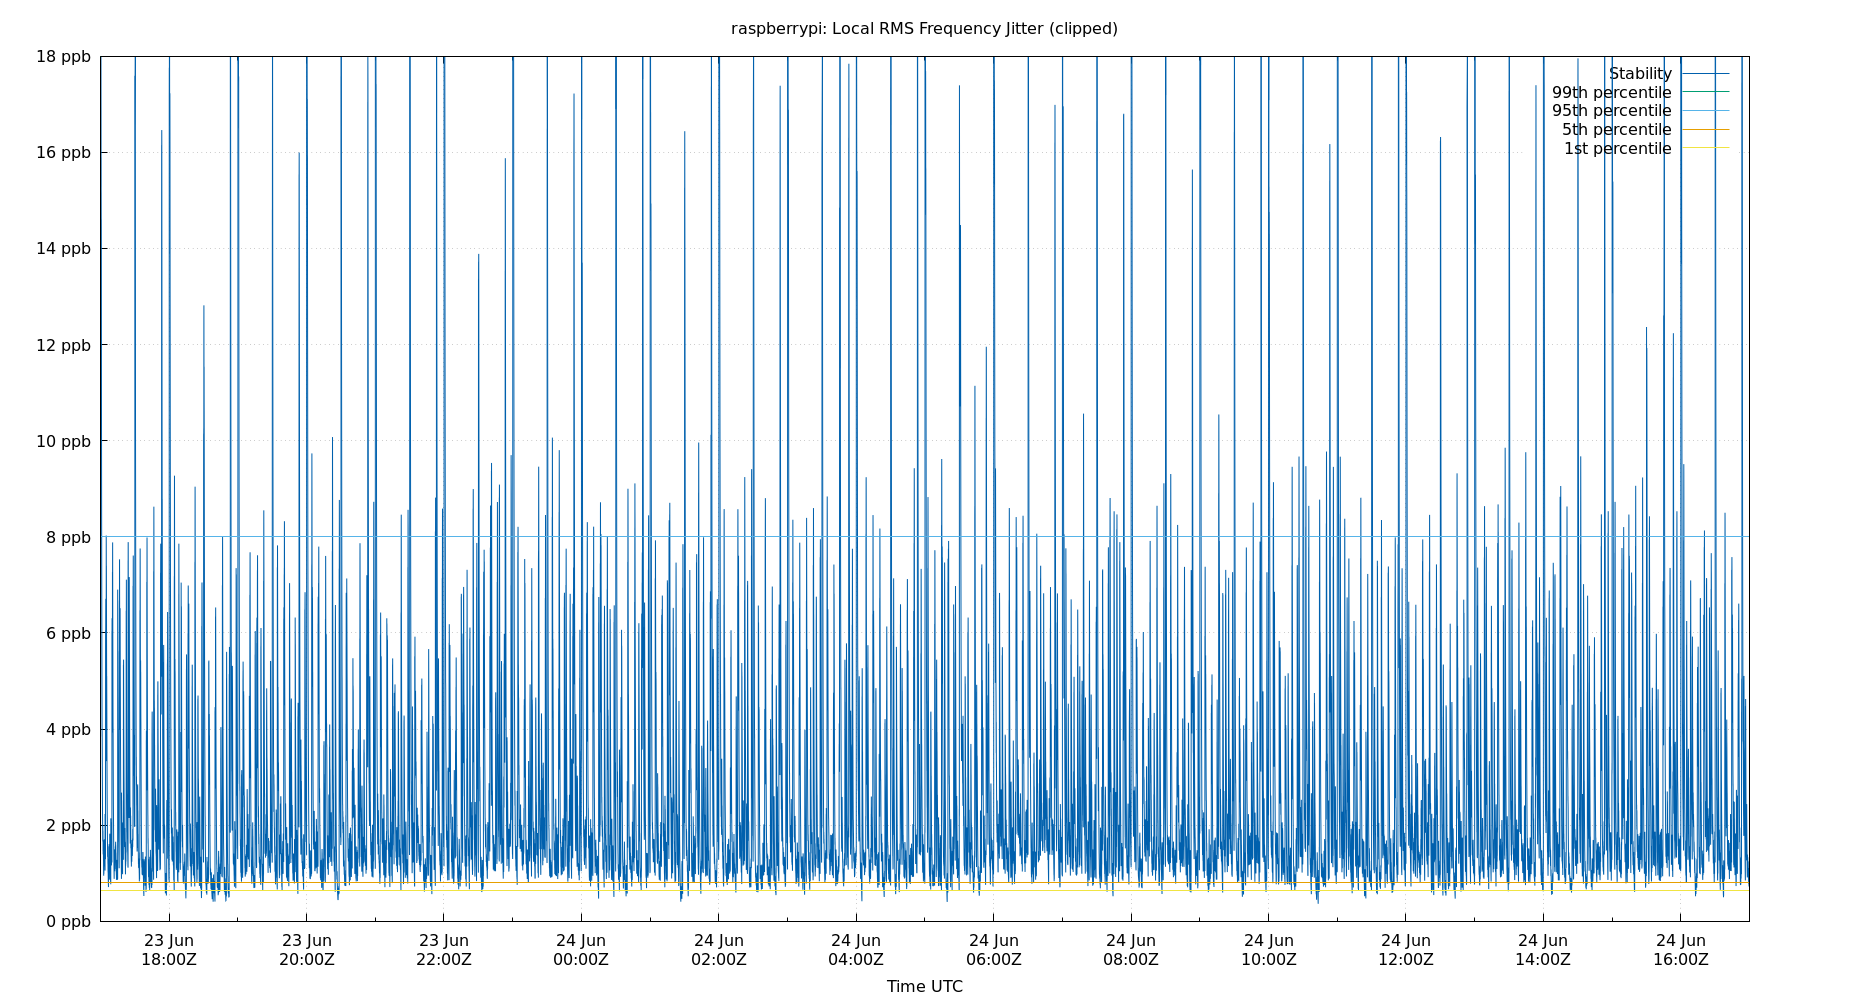 raspberrypi: Local RMS Frequency Jitter (clipped)
18 ppb
16 ppb
14 ppb
12 ppb
10 ppb
8 ppb
6 ppb
4 ppb
2 ppb
0 ppb
Stability
99th percentile
95th percentile
5th percentile
1st percentile
23 Jun
18:00Z
23 Jun
20:00Z
23 Jun
22:00Z
24 Jun
00:00Z
24 Jun
02:00Z
24 Jun
04:00Z
24 Jun
06:00Z
24 Jun
08:00Z
24 Jun
10:00Z
24 Jun
12:00Z
24 Jun
14:00Z
24 Jun
16:00Z
Time UTC